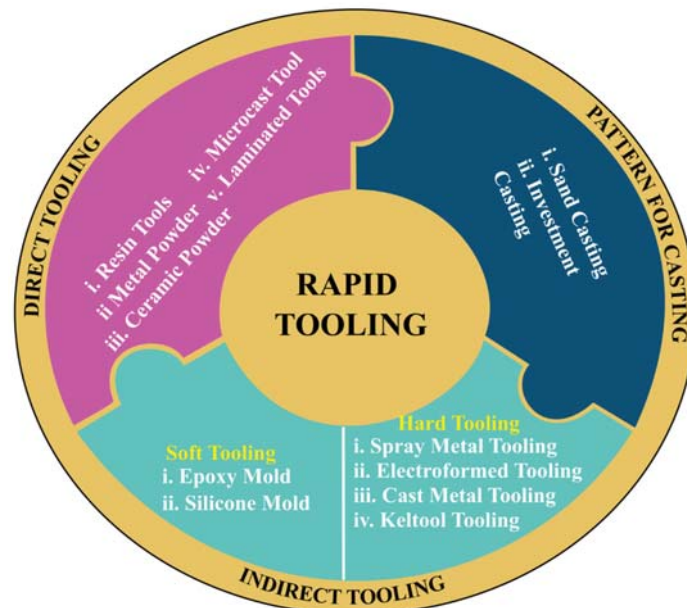 RAPID
TOOLING
DIRECT TOOLING
i. Resin Tools
ii Metal Powder
iii. Ceramic Powder
iv. Microcast Tool
v. Laminated Tools
PATTERN FOR CASTING
i. Sand Casting
ii. Investment
Casting
INDIRECT TOOLING
Soft Tooling
i. Epoxy Mold
ii. Silicone Mold
Hard Tooling
i. Spray Metal Tooling
ii. Electroformed Tooling
iii. Cast Metal Tooling
iv. Keltool Tooling